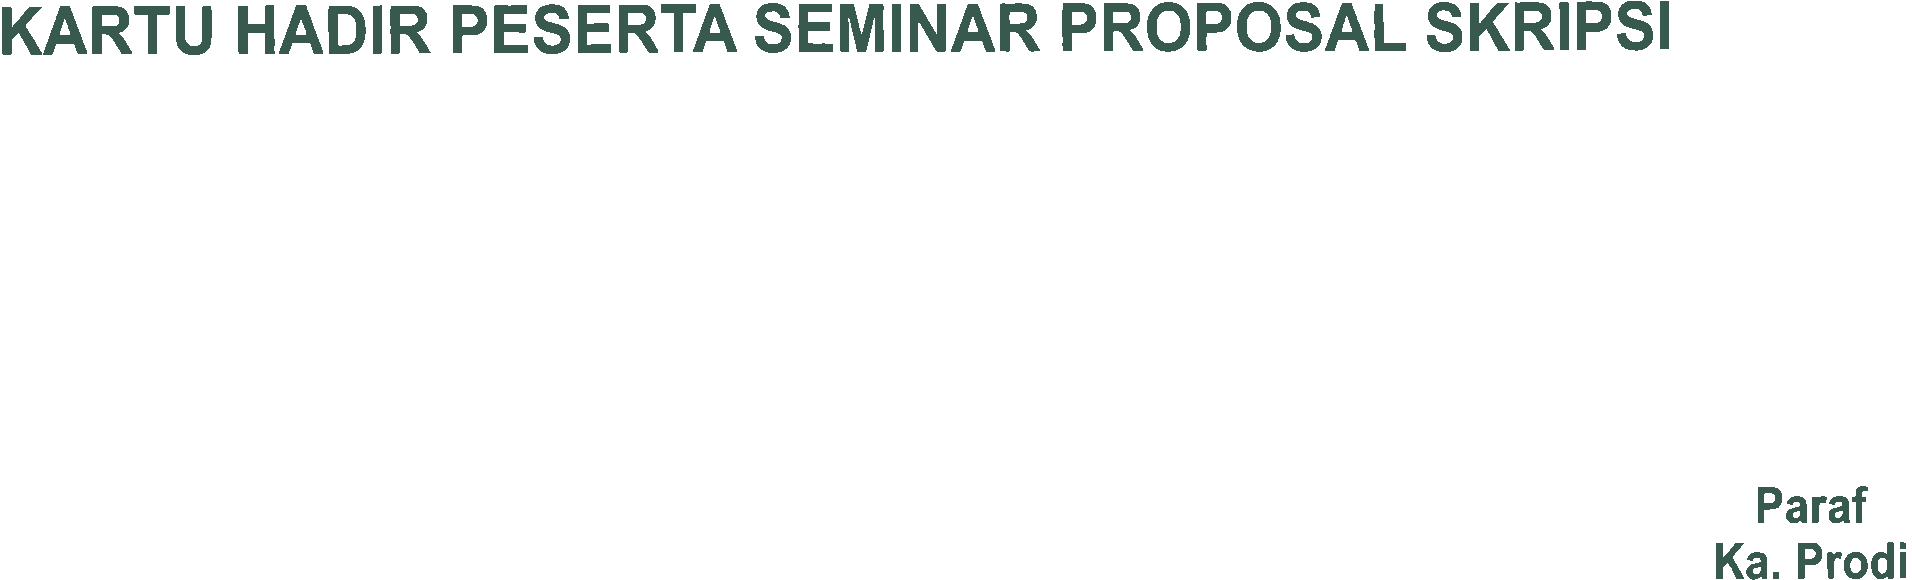 KARTU HADIR PESERTA SEMINAR PROPOSAL SKRIPSI
Paraf
Ka. Prodi